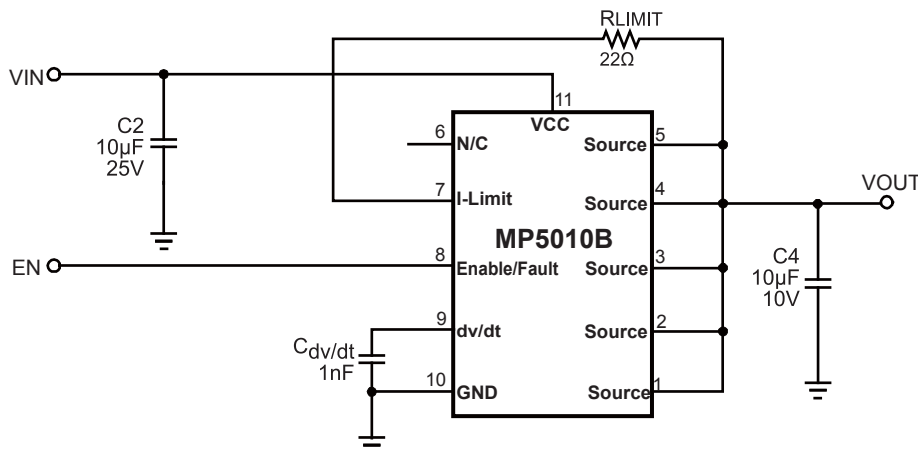 RLIMIT
22Ω
VIN
11
VCC
C2
10µF
25V
6
N/C
Source
5
7
I-Limit
Source
4
VOUT
MP5010B
EN
8
Enable/Fault
Source
3
C4
10µF
10V
9
dv/dt
Source
2
Cdv/dt
1nF
10
GND
Source
1